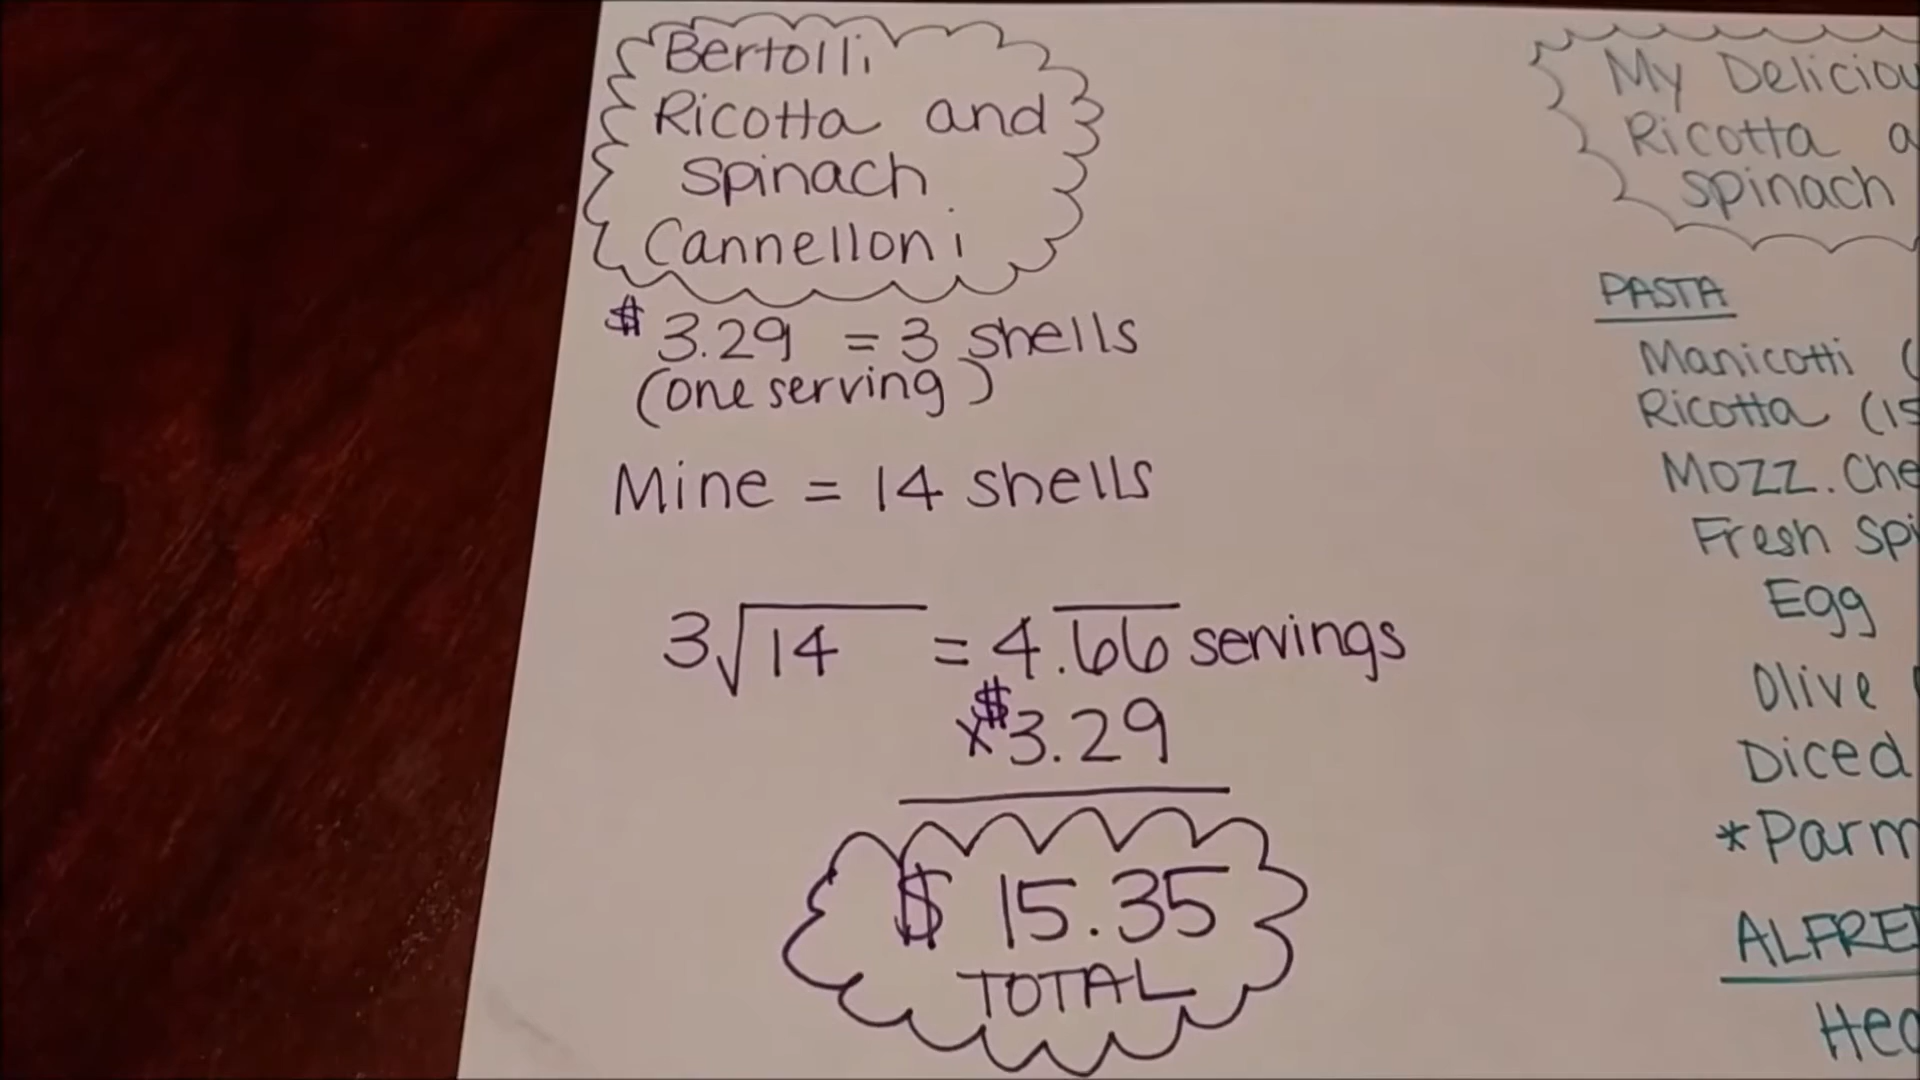 Bertolli
Ricotta and
Spinach
Cannelloni
$3.29 = 3 shells
(one serving)
Mine = 14 shells
3√14 = 4.66 servings
x$3.29
$ 15.35
TOTAL
My
Ricotta
Spinach
PASTA
Manicotti (
Ricotta (15
Mozz.
Fresh
Egg
Olive
Diced